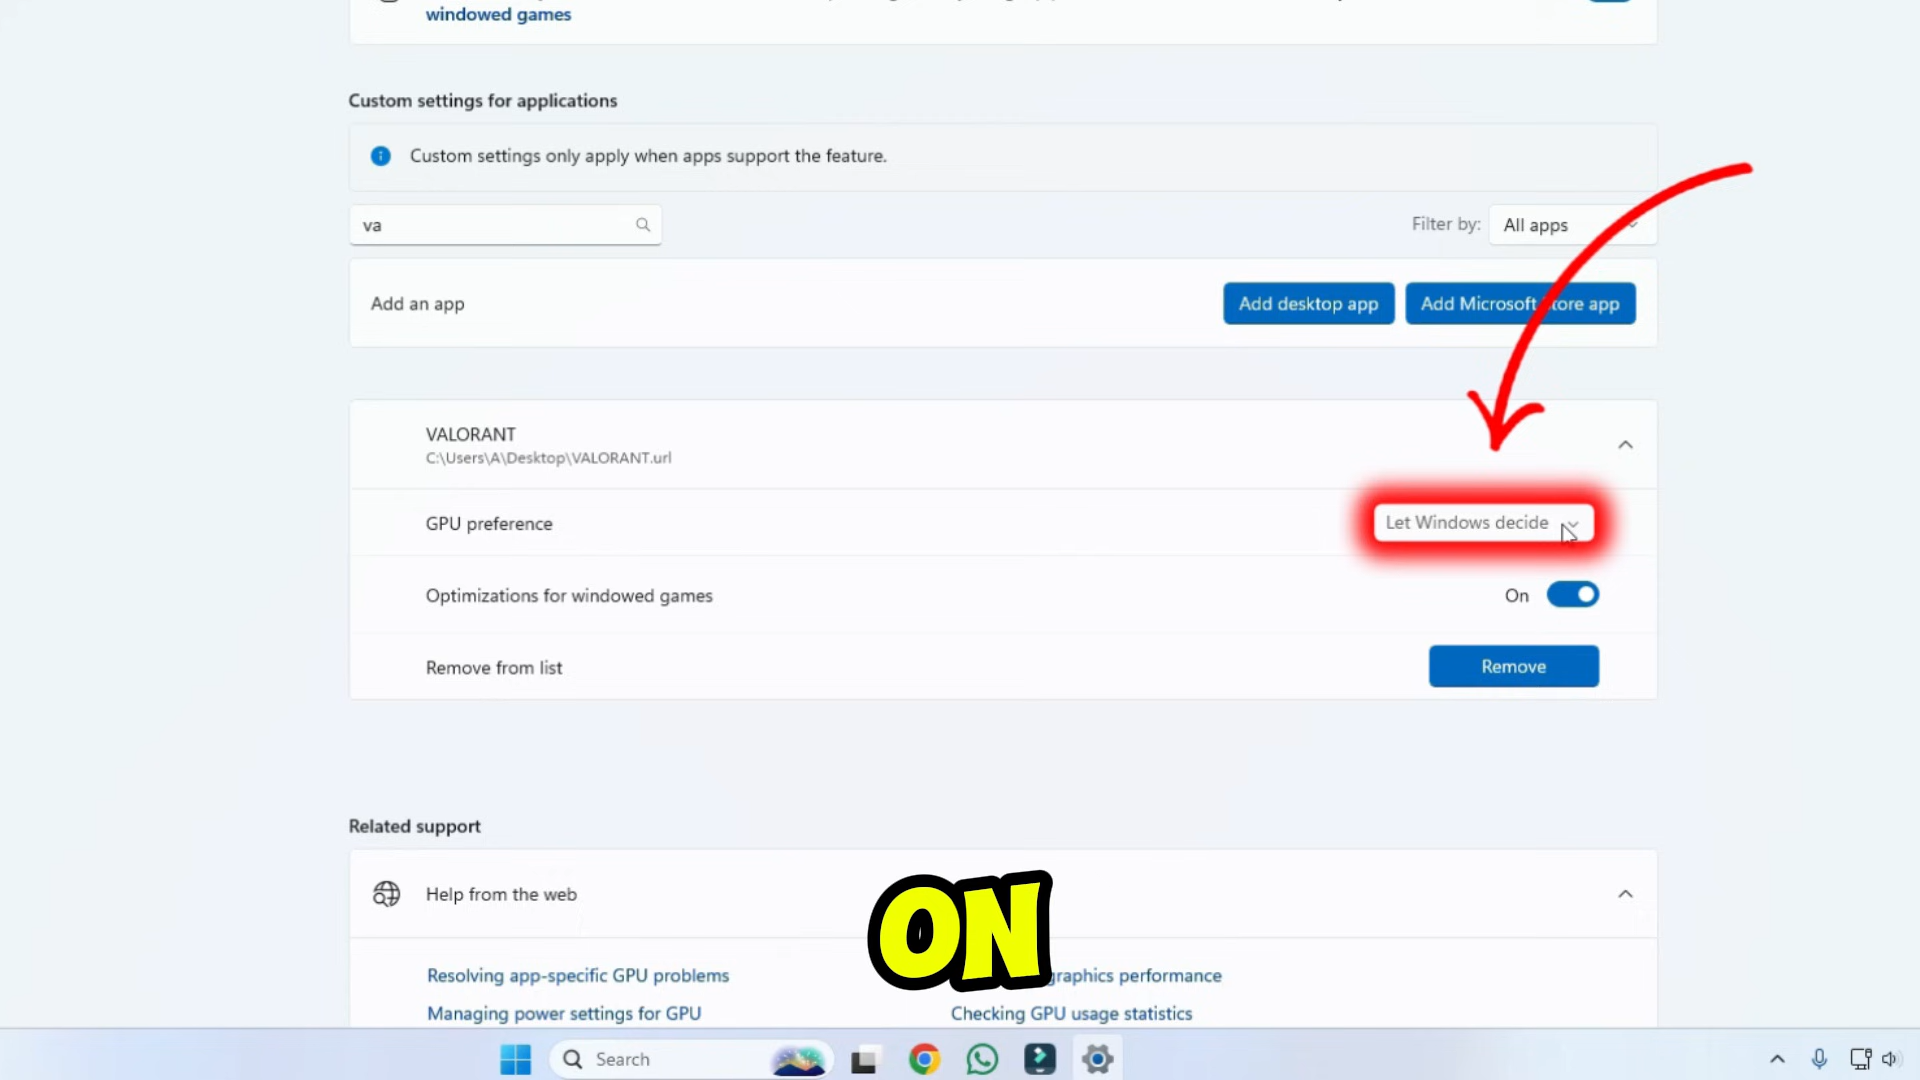 windowed games
Custom settings for applications
Custom settings only apply when apps support the feature.
va
Filter by: All apps
Add an app
Add desktop app
Add Microsoft Store app
VALORANT
C:\Users\A\Desktop\VALORANT.url
GPU preference
Let Windows decide
Optimizations for windowed games
On
Remove from list
Remove
Related support
Help from the web
ON
Resolving app-specific GPU problems
graphics performance
Managing power settings for GPU
Checking GPU usage statistics
Search